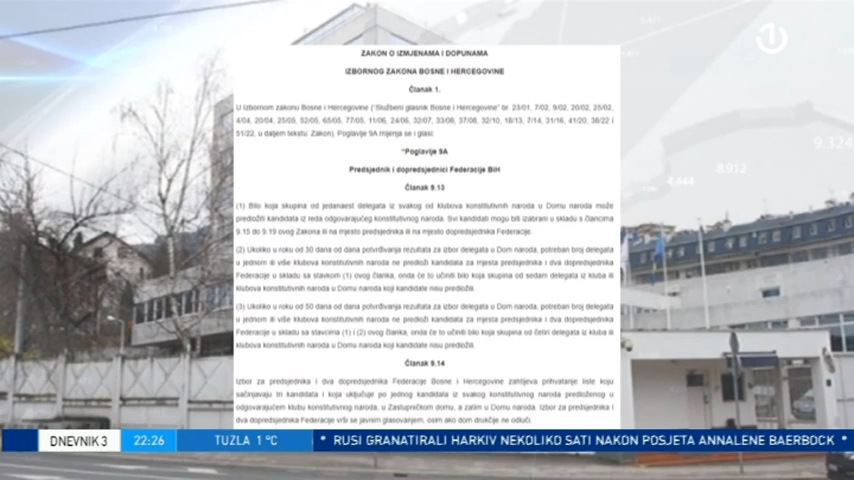 ZAKON O IZMJENAMA I DOPUNAMA
IZBORNOG ZAKONA BOSNE I HERCEGOVINE
Članak 1.
U Izbornom zakonu Bosne i Hercegovine ("Službeni glasnik Bosne i Hercegovine" br. 23/01, 7/02, 9/02, 20/02, 25/02,
4/04, 20/04, 25/05, 52/05, 65/05, 77/05, 11/06, 24/06, 32/07, 33/08, 37/08, 32/10, 18/13, 7/14, 31/16, 41/20, 38/22 i
51/22, u daljem tekstu: Zakon), Poglavlje 9A mijenja se i glasi:
"Poglavlje 9A
Predsjednik i dopredsjednici Federacije BiH
Članak 9.13
(1) Bilo koja skupina od jedanaest delegata iz svakog od klubova konstitutivnih naroda u Domu naroda može
predložiti kandidata iz reda odgovarajućeg konstitutivnog naroda. Svi kandidati mogu biti izabrani u skladu s člancima
9.15 do 9.19 ovog Zakona ili na mjesto predsjednika ili na mjesto dopredsjednika Federacije.
(2) Ukoliko u roku od 30 dana od dana potvrđivanja rezultata za izbor delegata u Dom naroda, potreban broj delegata
u jednom ili više klubova konstitutivnih naroda ne predloži kandidata za mjesta predsjednika i dva dopredsjednika
Federacije u skladu sa stavkom (1) ovog članka, onda će to učiniti bilo koja skupina od sedam delegata iz kluba ili
klubova konstitutivnih naroda u Domu naroda koji kandidate nisu predložili.
(3) Ukoliko u roku od 50 dana od dana potvrđivanja rezultata za izbor delegata u Dom naroda, potreban broj delegata
u jednom ili više klubova konstitutivnih naroda ne predloži kandidata za mjesta predsjednika i dva dopredsjednika
Federacije u skladu sa stavcima (1) i (2) ovog članka, onda će to učiniti bilo koja skupina od četiri delegata iz kluba ili
klubova konstitutivnih naroda u Domu naroda koji kandidate nisu predložili.
Članak 9.14
Izbor za predsjednika i dva dopredsjednika Federacije Bosne i Hercegovine zahtijeva prihvatanje liste koju
sačinjavaju tri kandidata i koja uključuje po jednog kandidata iz svakog konstitutivnog naroda predloženog u
odgovarajućem klubu konstitutivnog naroda, u Zastupničkom domu, a zatim u Domu naroda. Izbor za predsjednika i
dva dopredsjednika Federacije vrši se javnim glasovanjem, osim ako dom drukčije ne odluči.
9.324
8.912
4.444
DNEVNIK 3 22:26 TUZLA 1 °C * RUSI GRANATIRALI HARKIV NEKOLIKO SATI NAKON POSJETA ANNALENE BAERBOCK *